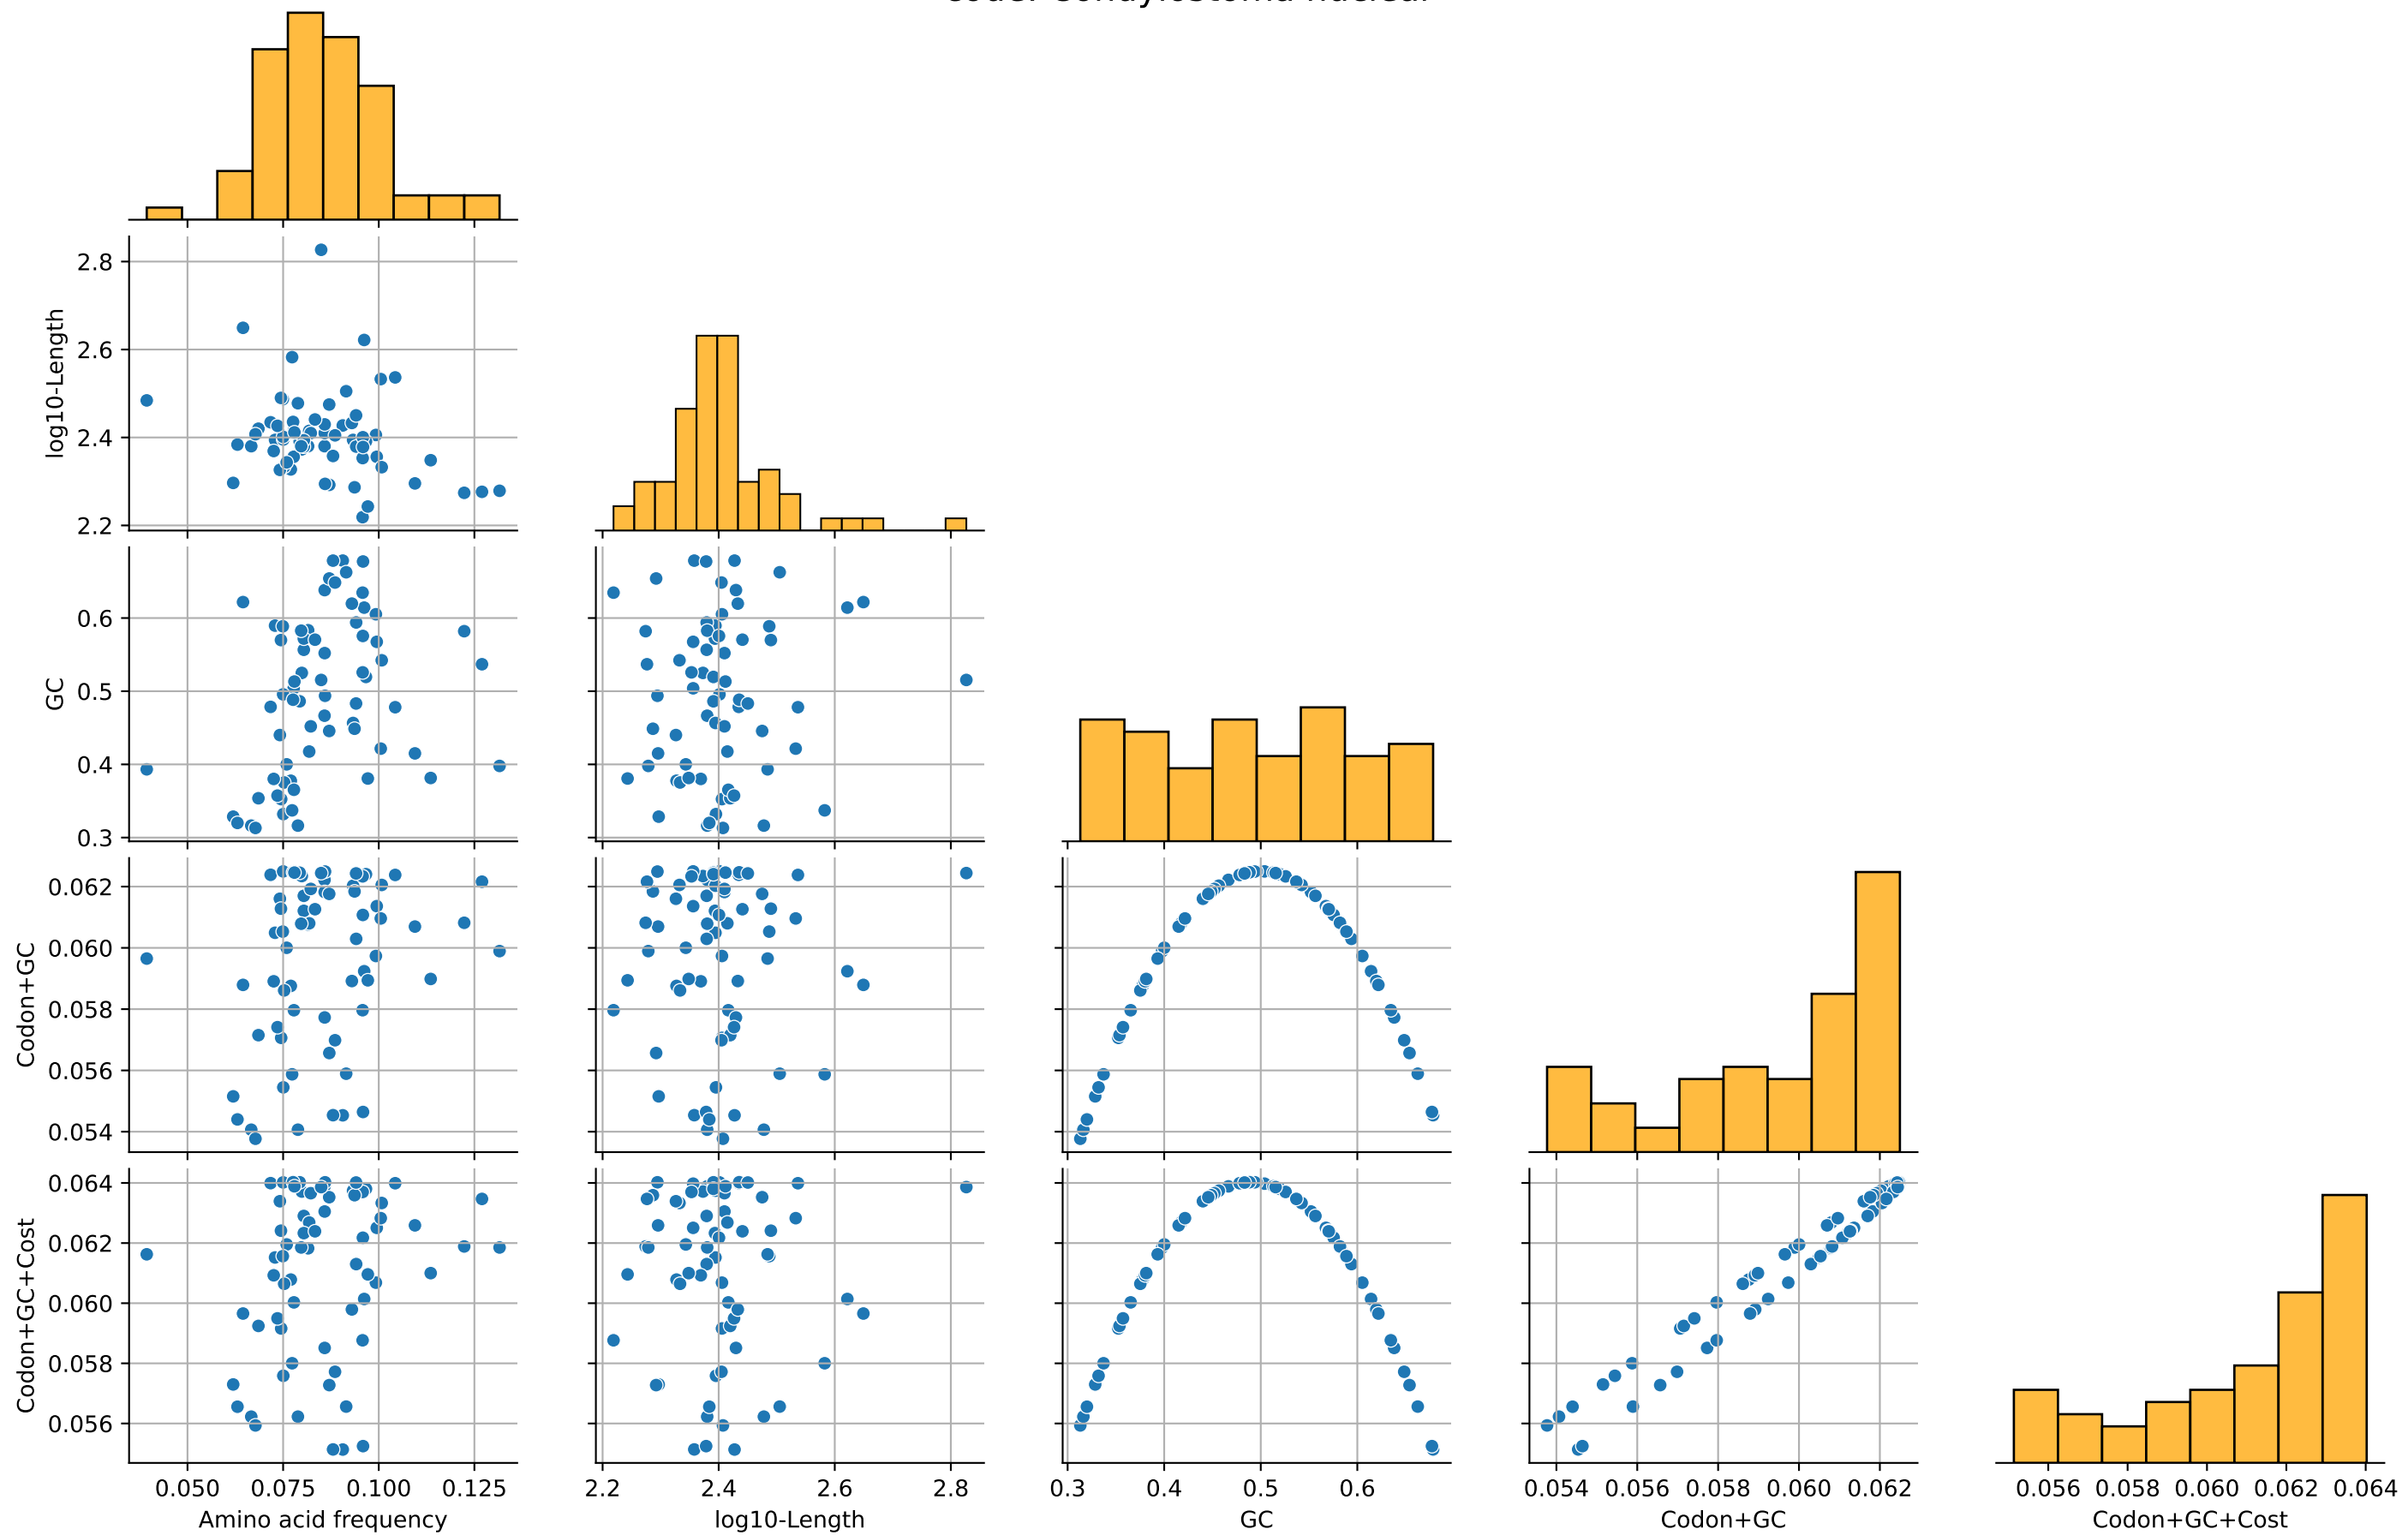 code: Condylostoma nuclear
2.8
2.6
2.4
2.2
log10-Length
0.6
0.5
0.4
0.3
GC
0.062
0.060
0.058
0.056
0.054
Codon+GC
0.064
0.062
0.060
0.058
0.056
Codon+GC+Cost
0.050 0.075 0.100 0.125
Amino acid frequency
2.2 2.4 2.6 2.8
log10-Length
0.3 0.4 0.5 0.6
GC
0.054 0.056 0.058 0.060 0.062
Codon+GC
0.056 0.058 0.060 0.062 0.064
Codon+GC+Cost